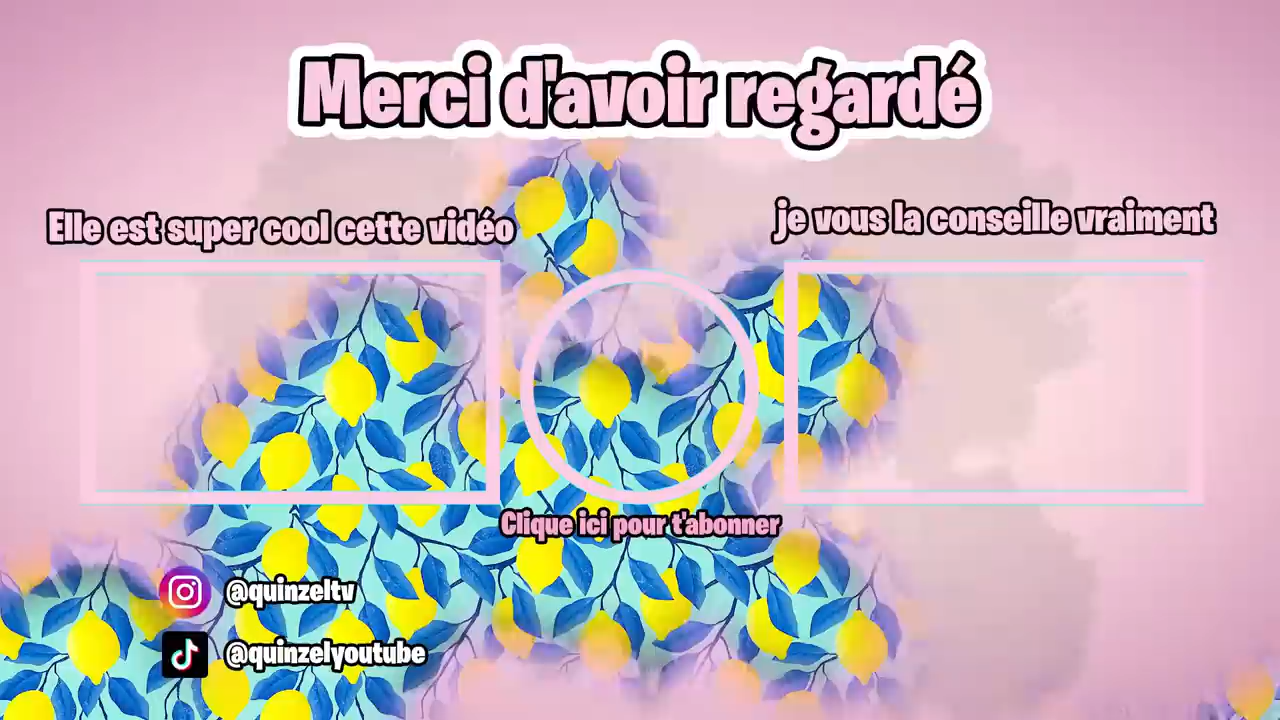 Merci d'avoir regardé
Elle est super cool cette vidéo
je vous la conseille vraiment
Clique ici pour t'abonner
@quinzeltv
@quinzelyoutube